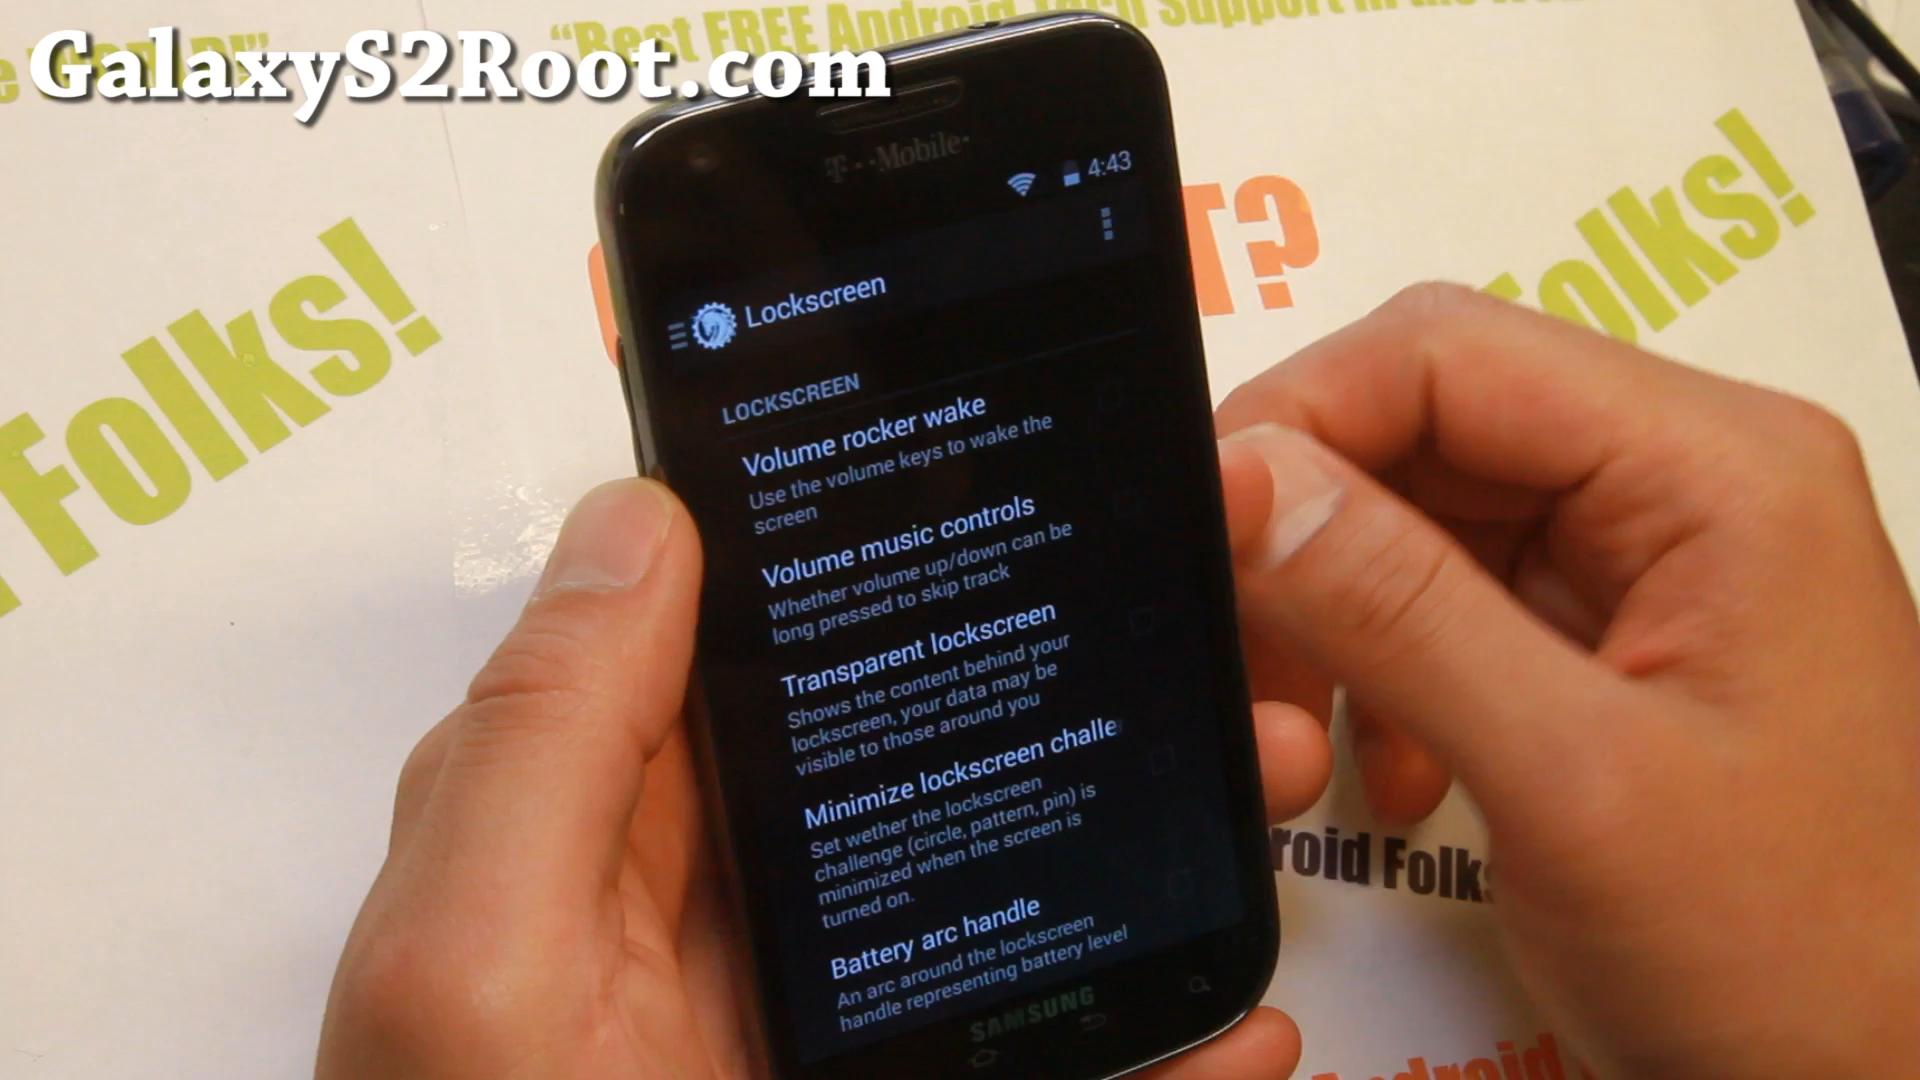 GalaxyS2Root.com
"Best FREE Android Tech Support in the
T-Mobile
4:43
T?
Folks!
Folks!
Lockscreen
LOCKSCREEN
Volume rocker wake
Use the volume keys to wake the
screen
Volume music controls
Whether volume up/down can be
long pressed to skip track
Transparent lockscreen
Shows the content behind your
lockscreen, your data may be
visible to those around you
Minimize lockscreen challe
Set wether the lockscreen
challenge (circle, pattern, pin) is
minimized when the screen is
turned on.
Battery arc handle
An arc around the lockscreen
handle representing battery level
SAMSUNG
roid Folks
Android